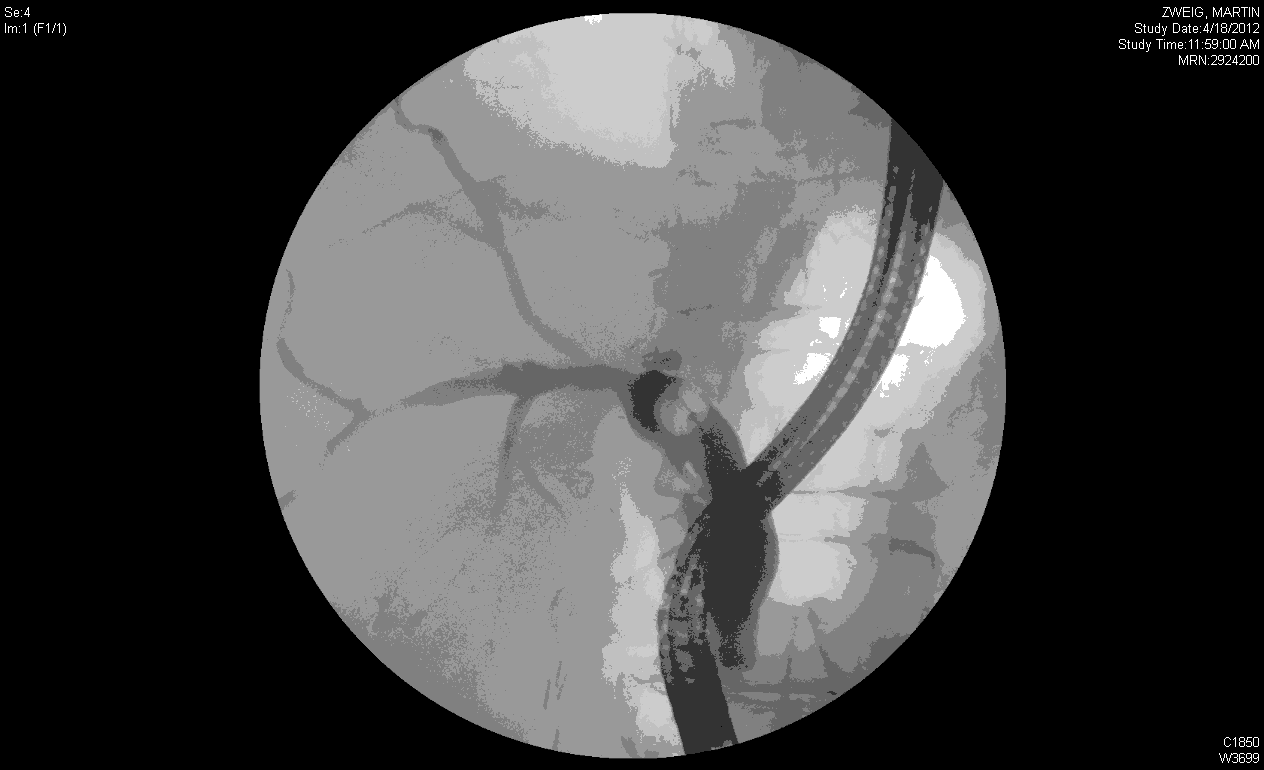 Se:4
Im:1 (F1/1)
ZWEIG, MARTIN
Study Date:4/18/2012
Study Time:11:59:00 AM
MRN:2924200
C1850
W3699